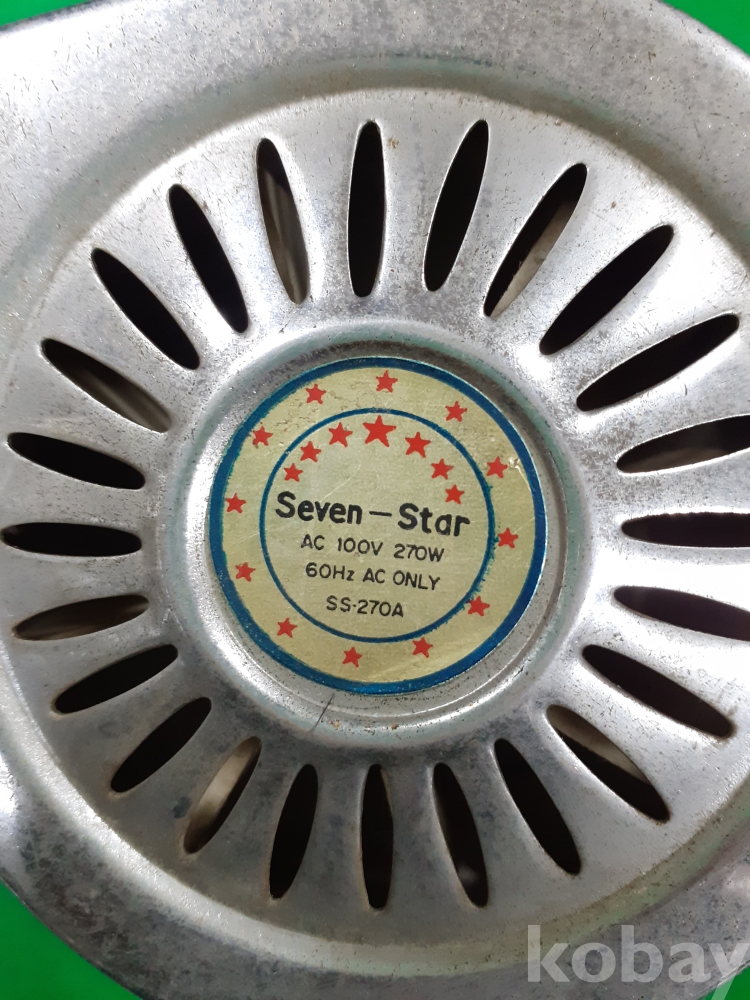 Seven-Star
AC 100V 270W
60Hz AC ONLY
SS-270A
kobay